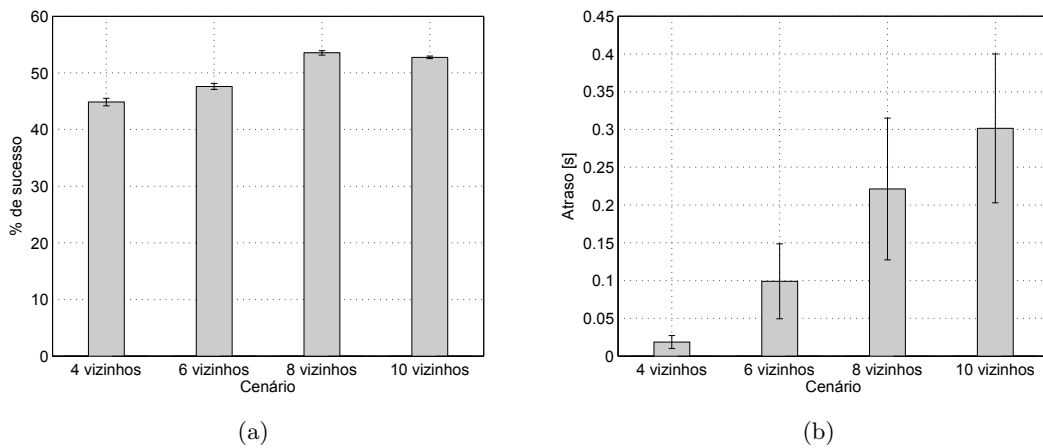 60
50
40
30
20
10
0
% de sucesso
4 vizinhos 6 vizinhos 8 vizinhos 10 vizinhos
Cenário
(a)
0.45
0.4
0.35
0.3
0.25
0.2
0.15
0.1
0.05
0
Atraso [s]
4 vizinhos 6 vizinhos 8 vizinhos 10 vizinhos
Cenário
(b)